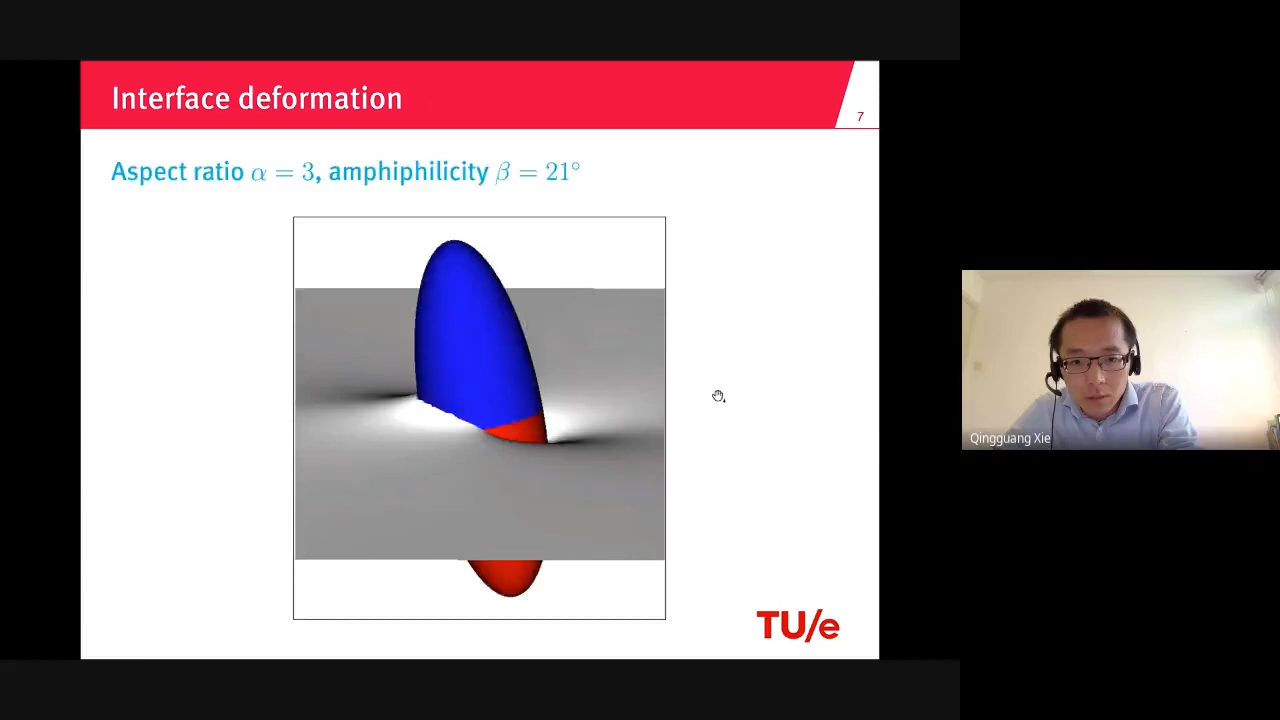 Interface deformation
7
Aspect ratio α = 3, amphiphilicity β = 21°
TU/e
Qingguang Xie